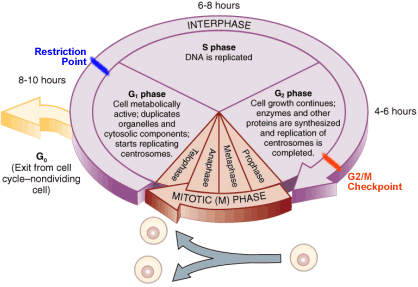 6-8 hours
INTERPHASE
S phase
DNA is replicated
Restriction
Point
8-10 hours
G₁ phase
Cell metabolically
active; duplicates
organelles and
cytosolic components;
starts replicating
centrosomes.
G₂ phase
Cell growth continues;
enzymes and other
proteins are synthesized
and replication of
centrosomes is
completed.
4-6 hours
G₀
(Exit from cell
cycle–nondividing
cell)
Telophase
Anaphase
Metaphase
Prophase
G2/M
Checkpoint
MITOTIC (M) PHASE